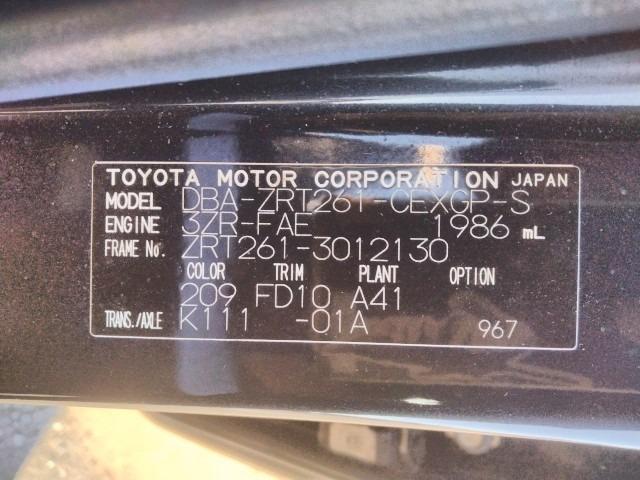 TOYOTA MOTOR CORPORATION JAPAN
MODEL DBA-ZRT261-CEXGP-S
ENGINE 3ZR-FAE 1986 mL
FRAME No. ZRT261-3012130
COLOR TRIM PLANT OPTION
209 FD10 A41
TRANS./AXLE K111 -01A 967